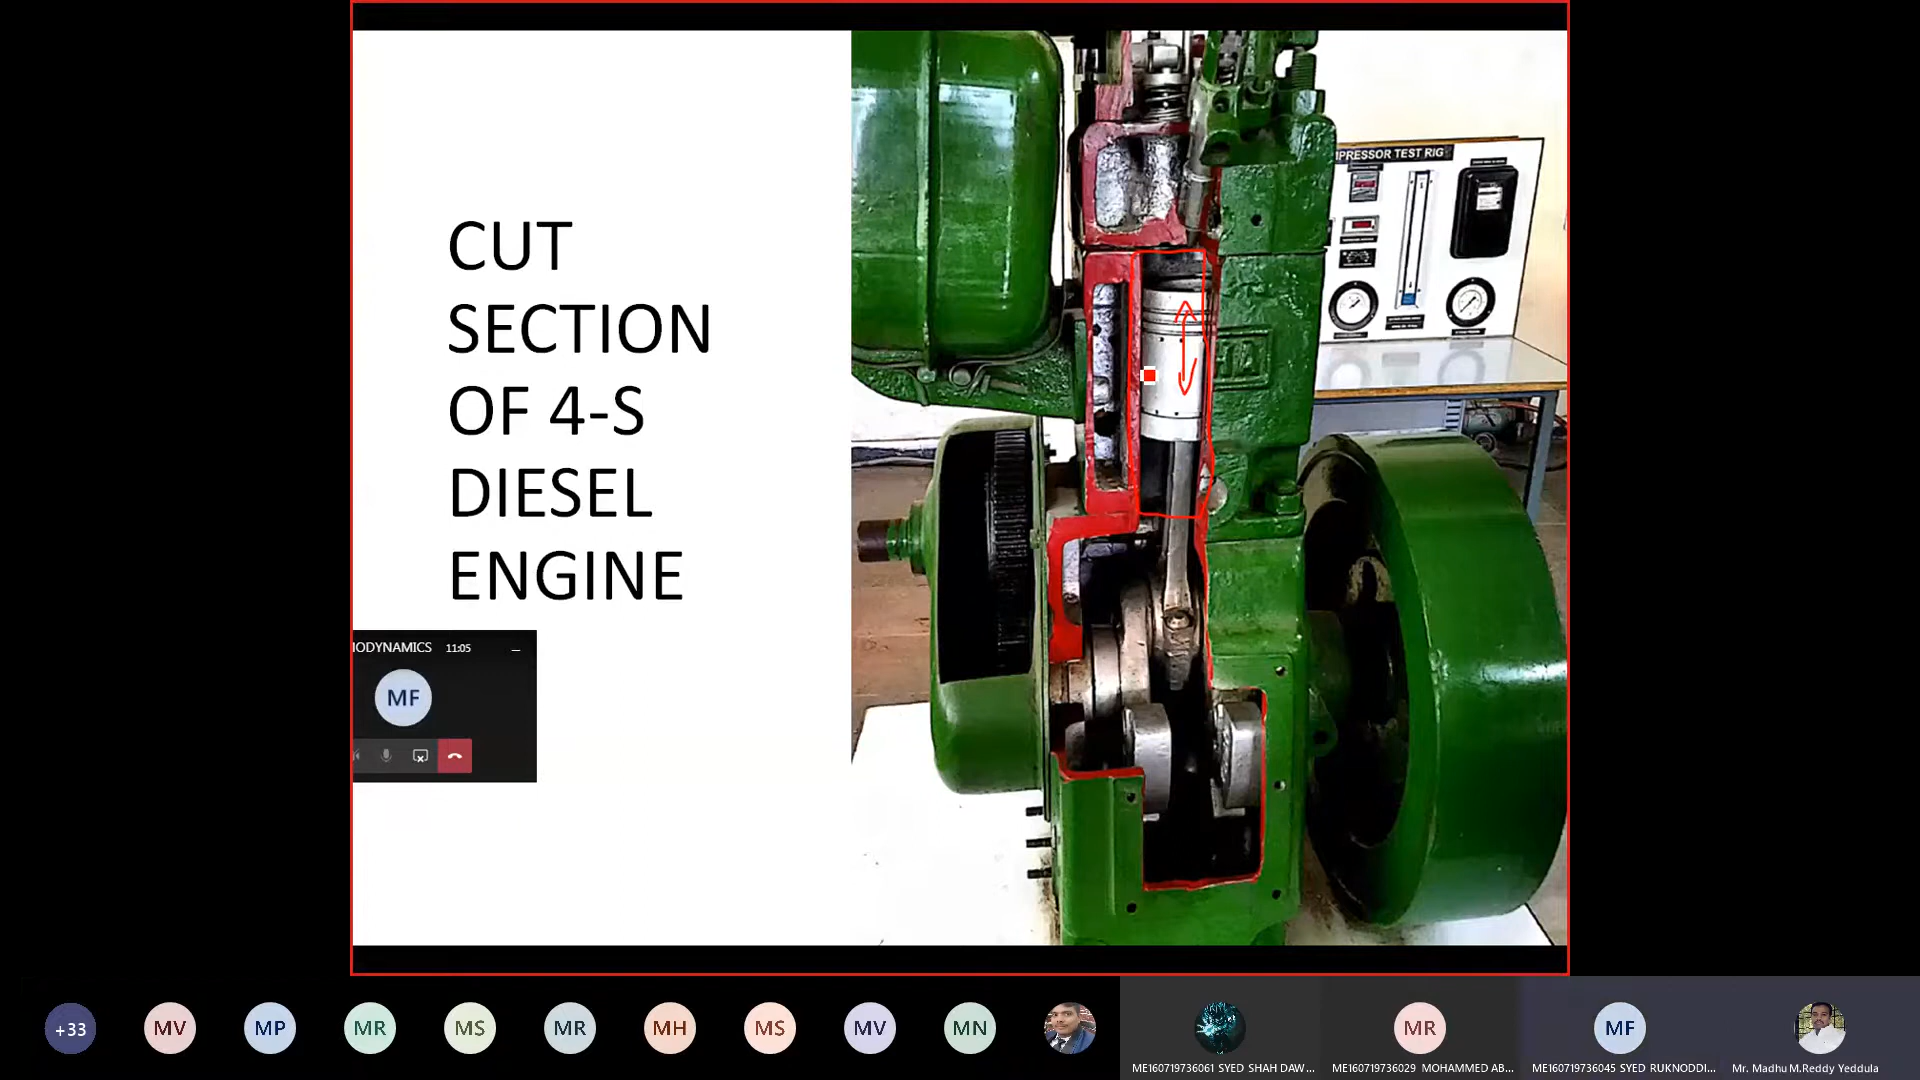 CUT
SECTION
OF 4-S
DIESEL
ENGINE
PRESSOR TEST RIG
IODYNAMICS 11:05
MF
+33
MV
MP
MR
MS
MR
MH
MS
MV
MN
MR
MF
ME160719736061 SYED SHAH DAW...
ME160719736029 MOHAMMED AB...
ME160719736045 SYED RUKNODDI...
Mr. Madhu M.Reddy Yeddula